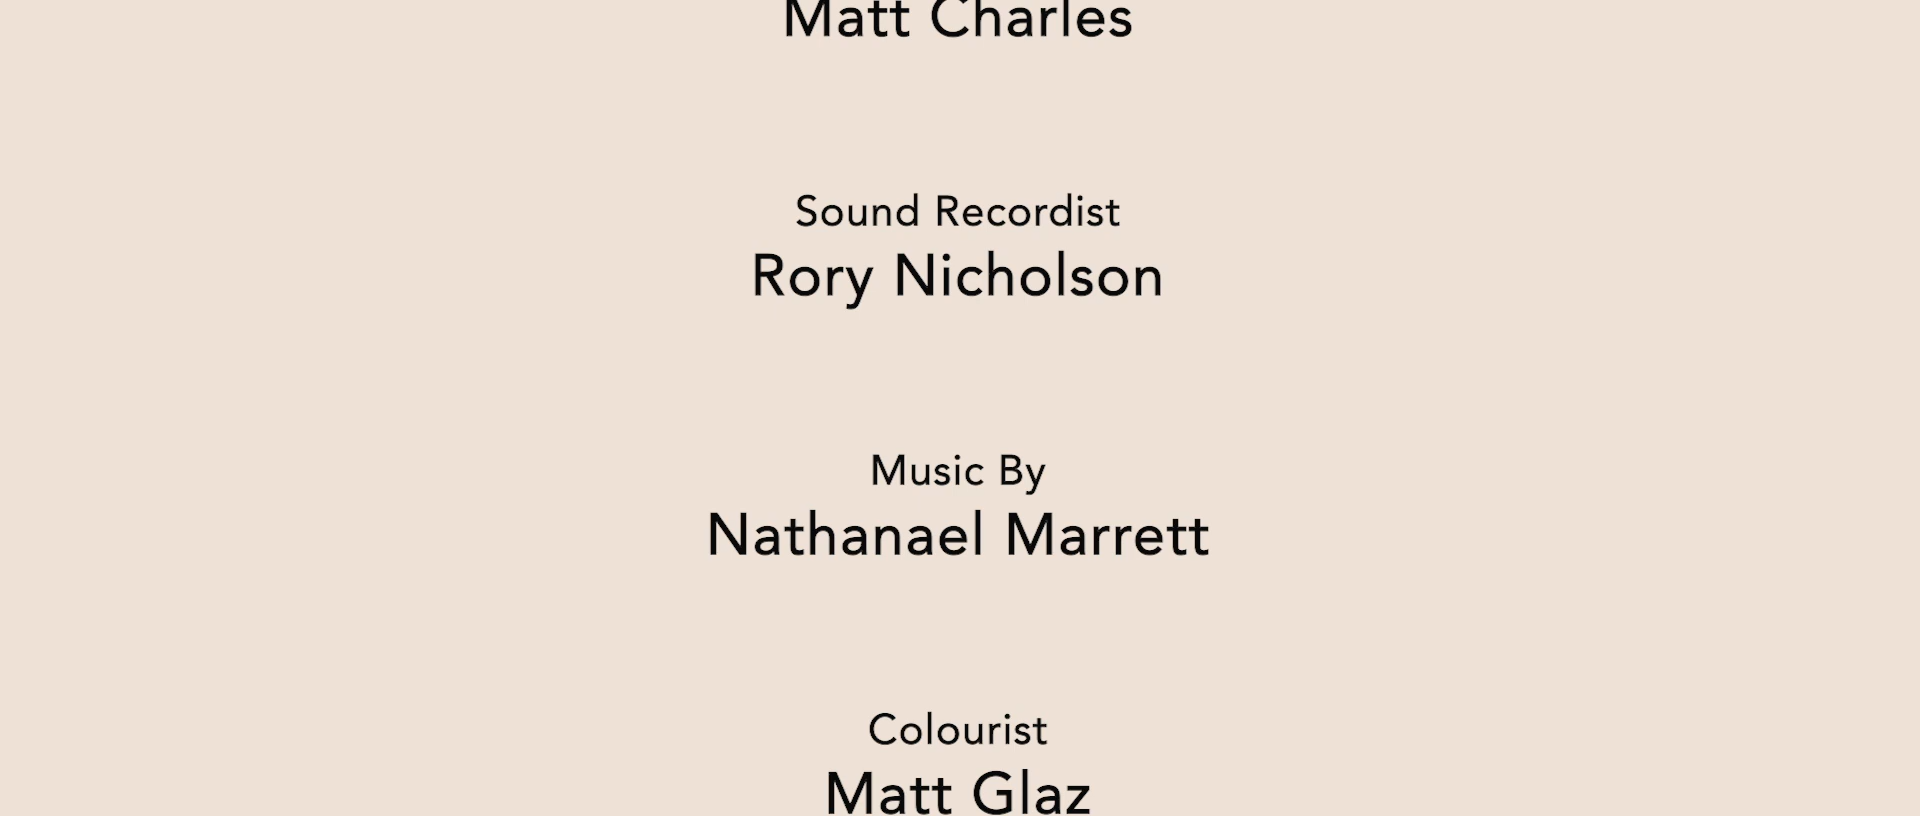 Matt Charles
Sound Recordist
Rory Nicholson
Music By
Nathanael Marrett
Colourist
Matt Glaz